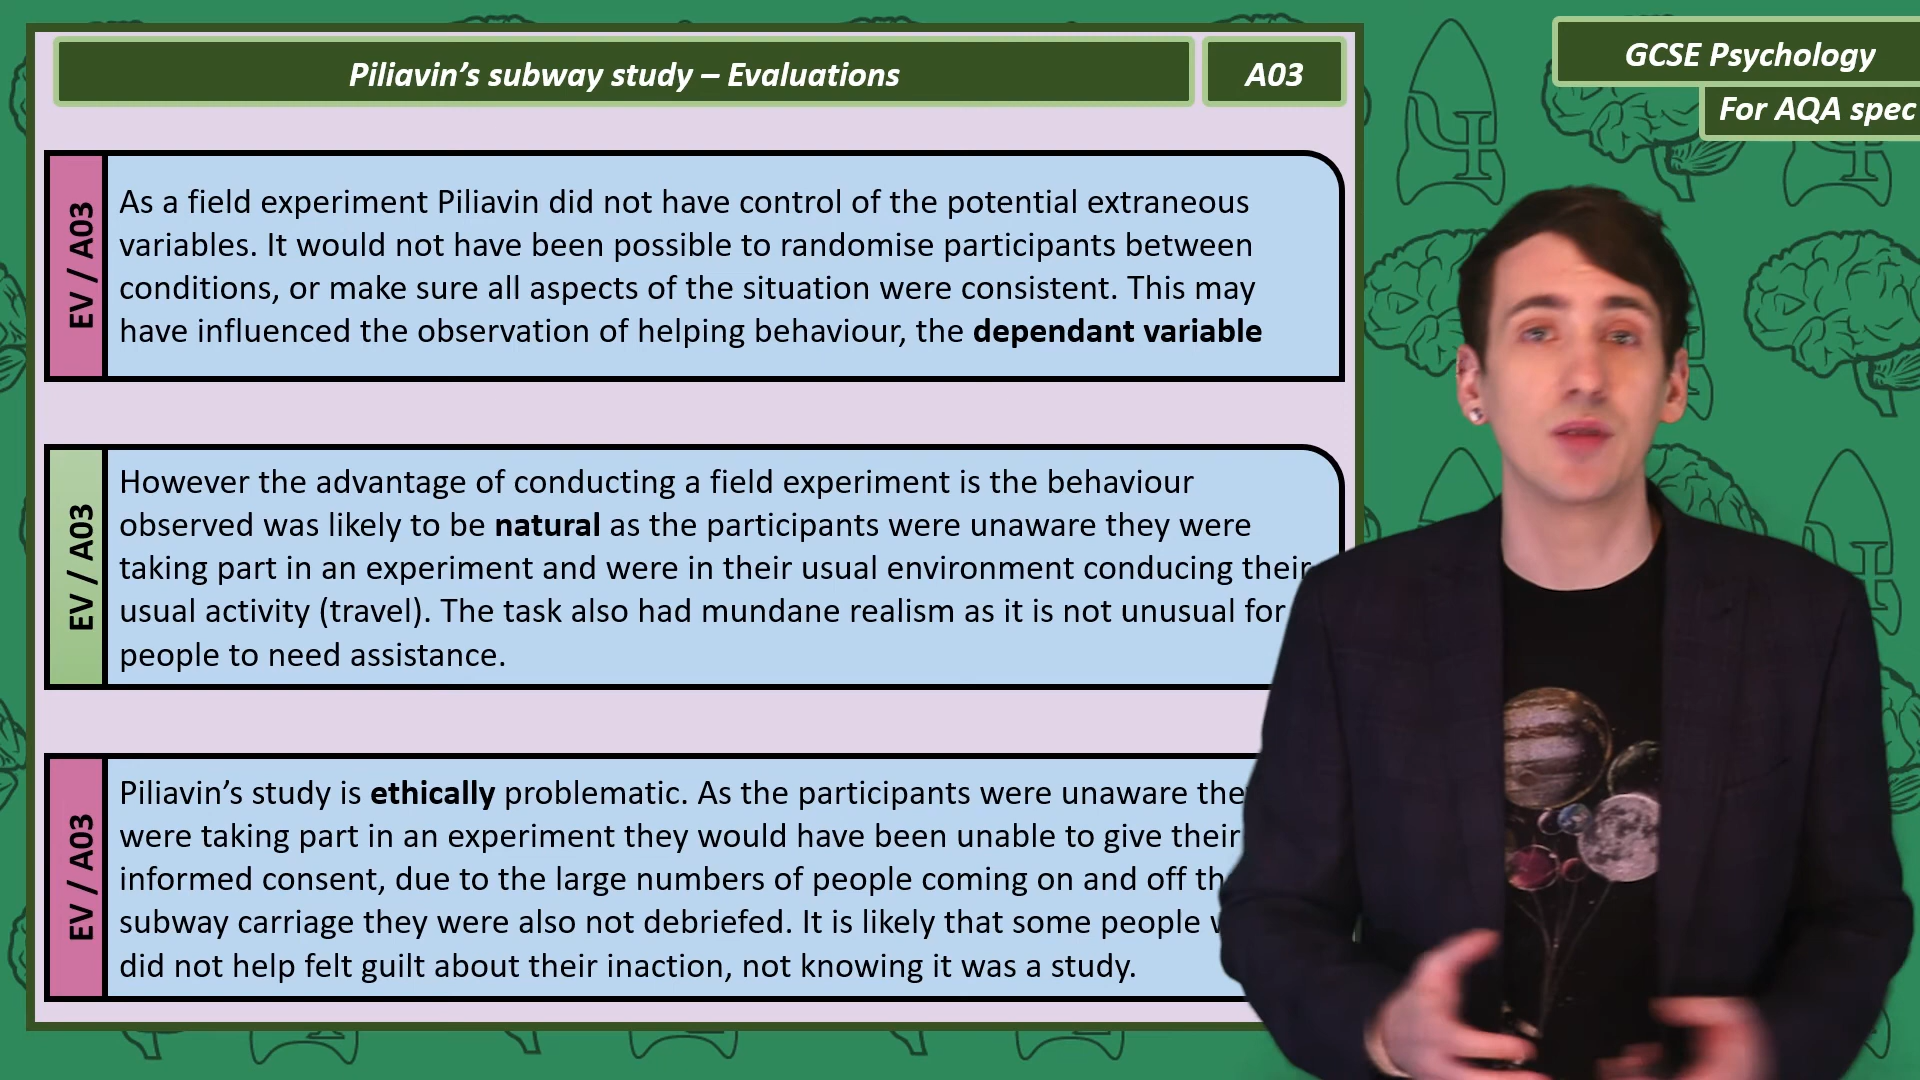 Piliavin’s subway study – Evaluations
A03
GCSE Psychology
For AQA spec
EV / A03
As a field experiment Piliavin did not have control of the potential extraneous
variables. It would not have been possible to randomise participants between
conditions, or make sure all aspects of the situation were consistent. This may
have influenced the observation of helping behaviour, the dependant variable
EV / A03
However the advantage of conducting a field experiment is the behaviour
observed was likely to be natural as the participants were unaware they were
taking part in an experiment and were in their usual environment conducing their
usual activity (travel). The task also had mundane realism as it is not unusual for
people to need assistance.
EV / A03
Piliavin’s study is ethically problematic. As the participants were unaware
were taking part in an experiment they would have been unable to give their
informed consent, due to the large numbers of people coming on and off
subway carriage they were also not debriefed. It is likely that some people
did not help felt guilt about their inaction, not knowing it was a study.